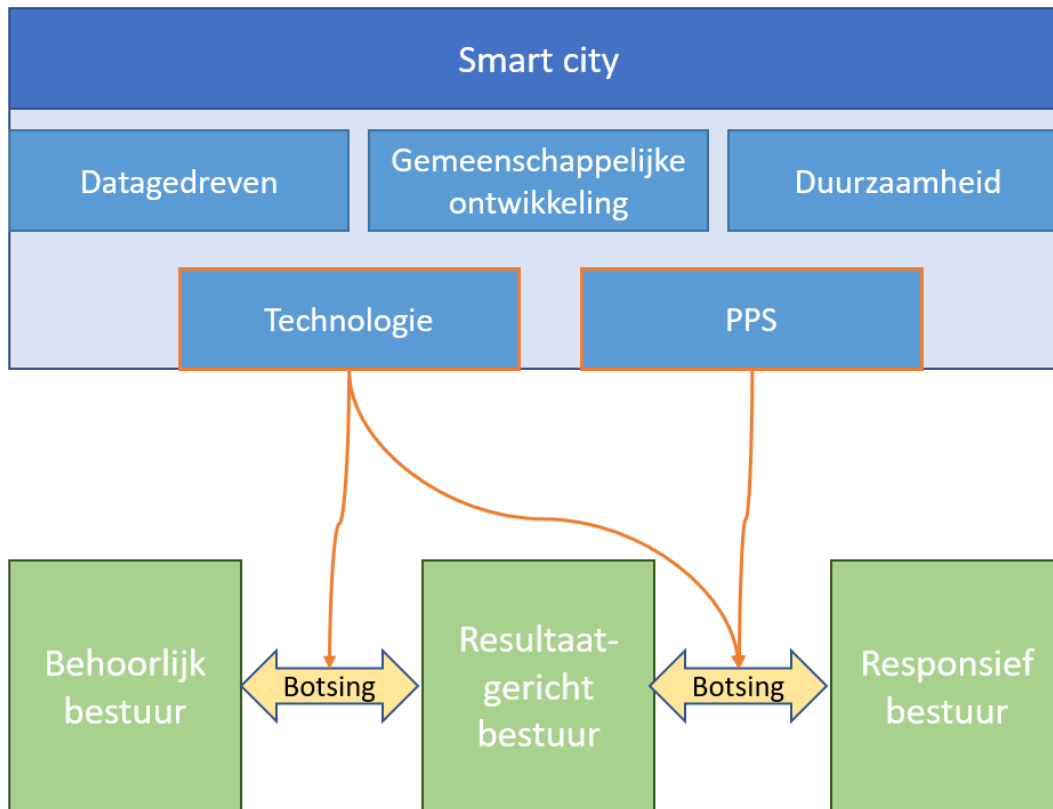 Smart city
Datagedreven
Gemeenschappelijke
ontwikkeling
Duurzaamheid
Technologie
PPS
Behoorlijk
bestuur
Botsing
Resultaat-
gericht
bestuur
Botsing
Responsief
bestuur